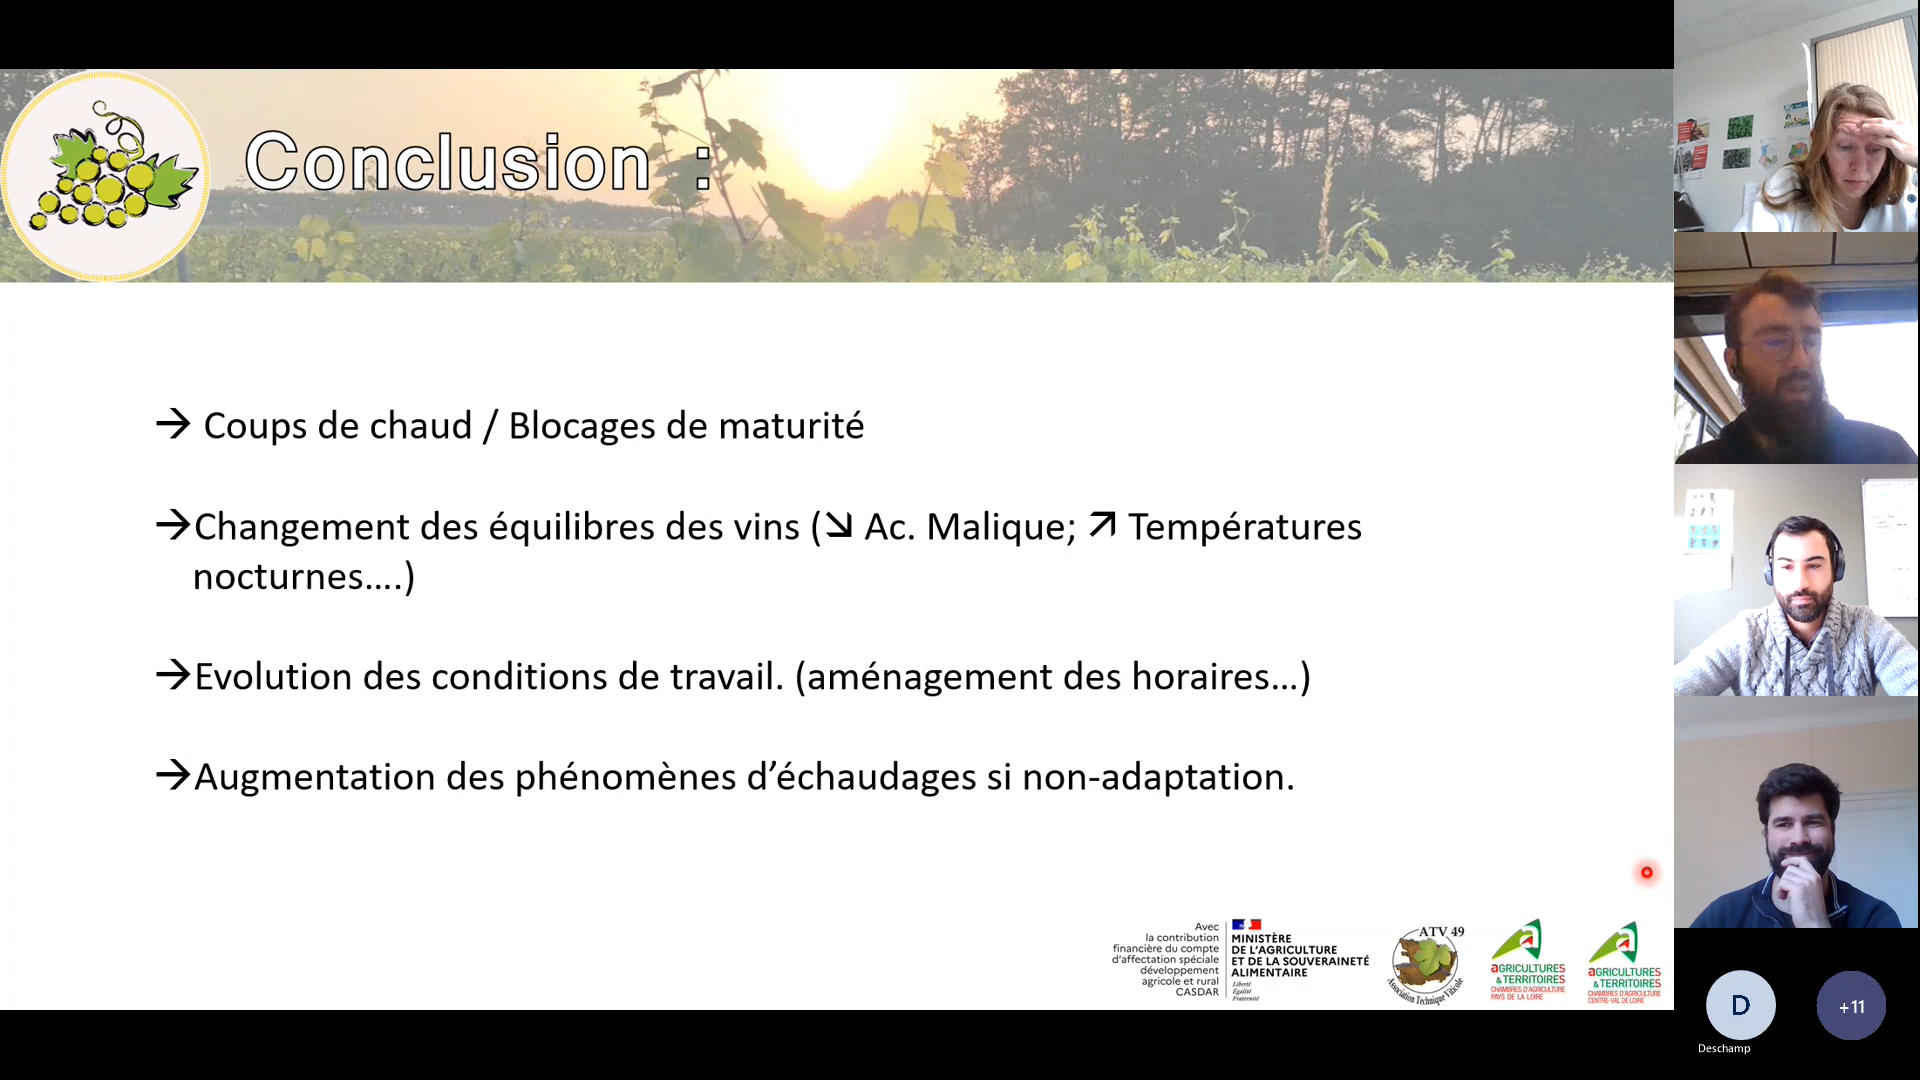 Conclusion :
→ Coups de chaud / Blocages de maturité
→Changement des équilibres des vins (↘ Ac. Malique; ↗ Températures
nocturnes....)
→Evolution des conditions de travail. (aménagement des horaires...)
→Augmentation des phénomènes d’échaudages si non-adaptation.
Avec
la contribution
financière du compte
d’affectation spéciale
développement
agricole et rural
CASDAR
MINISTÈRE
DE L’AGRICULTURE
ET DE LA SOUVERAINETÉ
ALIMENTAIRE
Liberté
Égalité
Fraternité
ATV 49
Association Technique Viticole
AGRICULTURES
& TERRITOIRES
CHAMBRES D’AGRICULTURE
PAYS DE LA LOIRE
AGRICULTURES
& TERRITOIRES
CHAMBRES D’AGRICULTURE
CENTRE-VAL DE LOIRE
D
+11
Deschamp